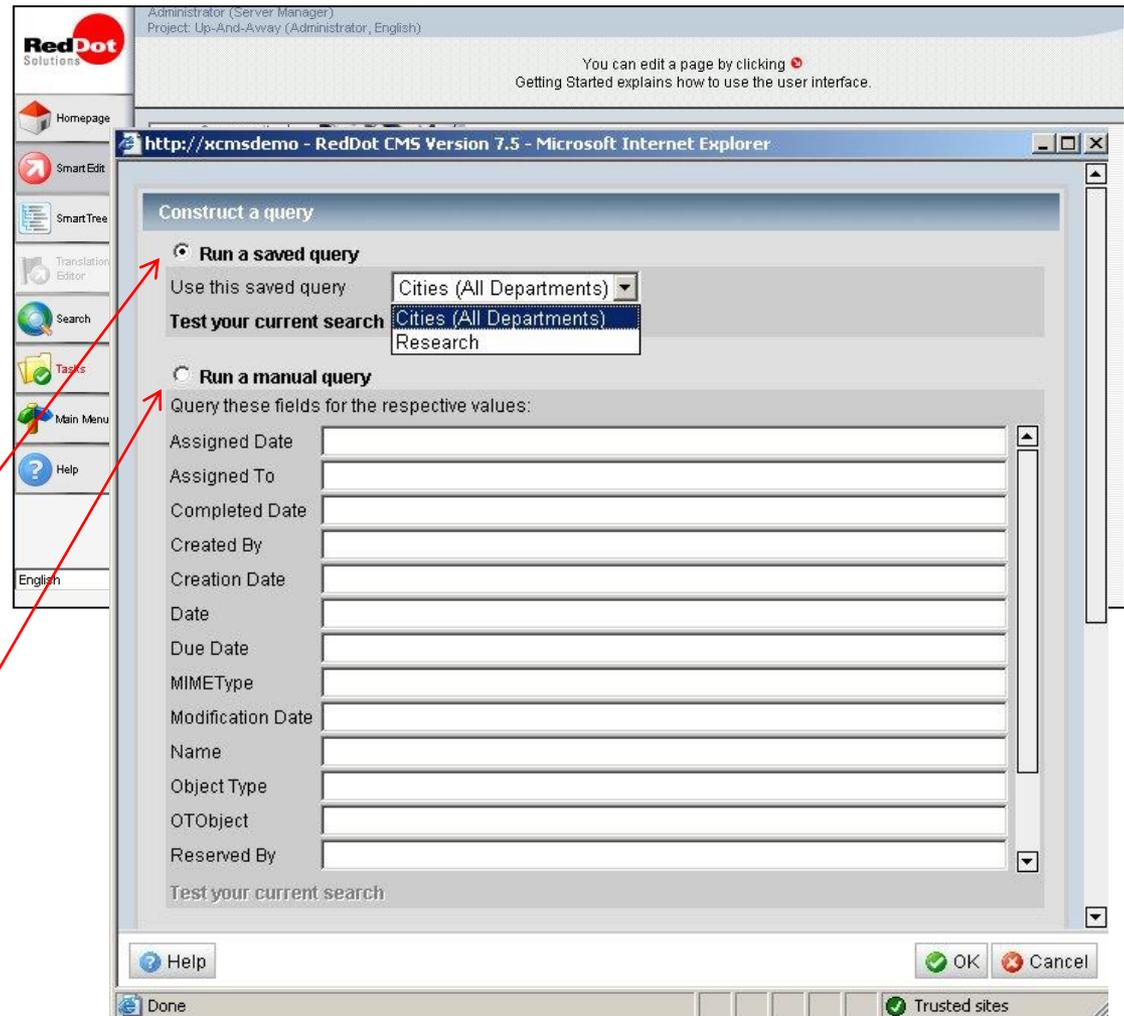 Administrator (Server Manager)
Project: Up-And-Away (Administrator, English)
RedDot
Solutions
You can edit a page by clicking
Getting Started explains how to use the user interface.
Homepage
SmartEdit
SmartTree
Translation
Editor
Search
Tasks
Main Menu
Help
English
http://xcmsdemo - RedDot CMS Version 7.5 - Microsoft Internet Explorer
Construct a query
Run a saved query
Use this saved query Cities (All Departments)
Test your current search Cities (All Departments)
Research
Run a manual query
Query these fields for the respective values:
Assigned Date
Assigned To
Completed Date
Created By
Creation Date
Date
Due Date
MIMEType
Modification Date
Name
Object Type
OTObject
Reserved By
Test your current search
Help OK Cancel
Done Trusted sites